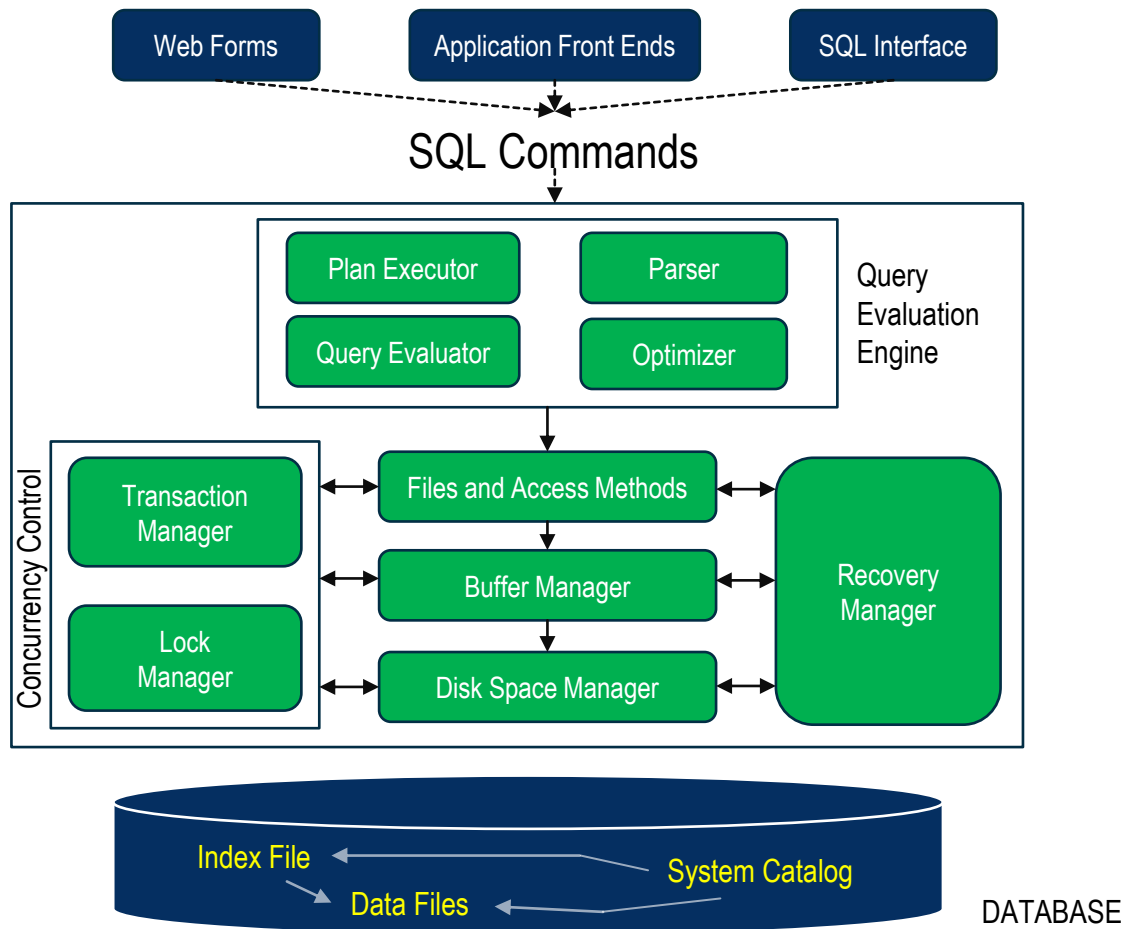 Web Forms
Application Front Ends
SQL Interface
SQL Commands
Plan Executor
Parser
Query Evaluator
Optimizer
Query
Evaluation
Engine
Concurrency Control
Transaction
Manager
Lock
Manager
Files and Access Methods
Buffer Manager
Disk Space Manager
Recovery
Manager
Index File
System Catalog
Data Files
DATABASE